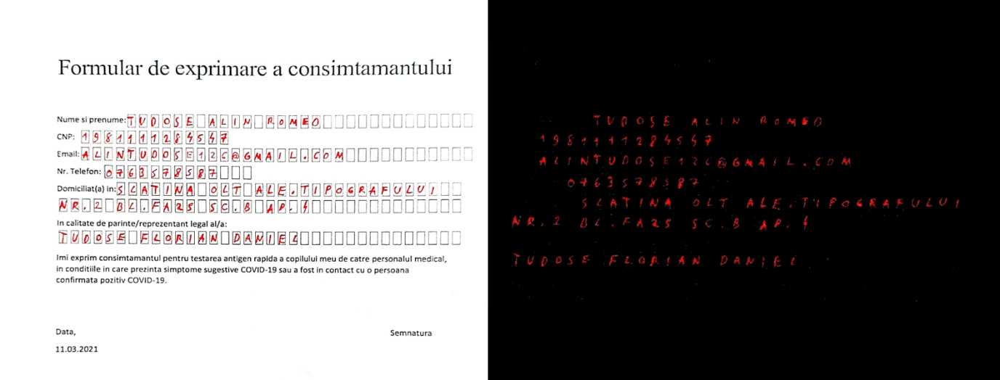 Formular de exprimare a consimtamantului
Nume si prenume: TUDOSE ALIN ROMEO
CNP: 1981111284547
Email: ALINTUDOSE12C@GMAIL.COM
Nr. Telefon: 0763578587
Domiciliat(a) in: SLATINA OLT ALE.TIPOGRAFULUI
NR.2 BL.FA2S SC.B AP.4
In calitate de parinte/reprezentant legal al/a:
TUDOSE FLORIAN DANIEL
Imi exprim consimtamantul pentru testarea antigen rapida a copilului meu de catre personalul medical,
in conditiile in care prezinta simptome sugestive COVID-19 sau a fost in contact cu o persoana
confirmata pozitiv COVID-19.
Data,
Semnatura
11.03.2021
TUDOSE ALIN ROMEO
1981111284547
ALINTUDOSE12C@GMAIL.COM
0763578587
SLATINA OLT ALE.TIPOGRAFULUI
NR.2 BL.FA2S SC.B AP.4
TUDOSE FLORIAN DANIEL